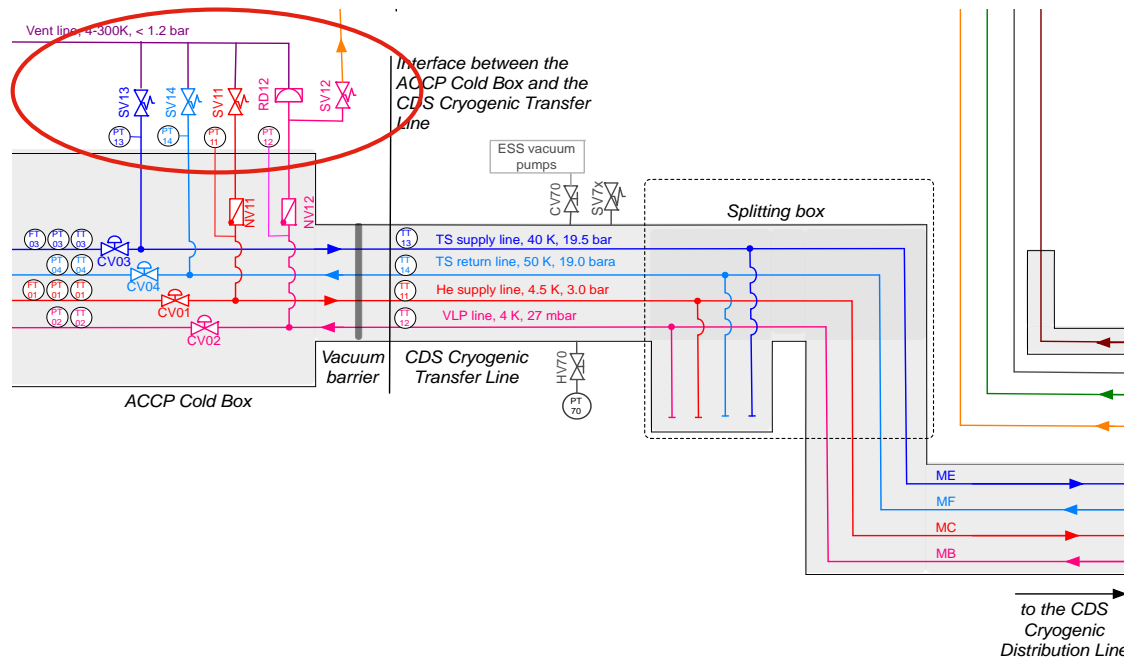 Vent line, 4-300K, < 1.2 bar
Interface between the
ACCP Cold Box and the
CDS Cryogenic Transfer
Line
SV13
SV14
SV11
RD12
SV12
PT
13
PT
14
PT
11
PT
12
ESS vacuum
pumps
CV70
SV7x
Splitting box
NV11
NV12
FT
03
PT
03
TT
03
CV03
TT
13
TS supply line, 40 K, 19.5 bar
PT
04
TT
04
CV04
TT
14
TS return line, 50 K, 19.0 bara
FT
01
PT
01
TT
01
CV01
TT
11
He supply line, 4.5 K, 3.0 bar
PT
02
TT
02
CV02
TT
12
VLP line, 4 K, 27 mbar
Vacuum
barrier
CDS Cryogenic
Transfer Line
HV70
PT
70
ACCP Cold Box
ME
MF
MC
MB
to the CDS
Cryogenic
Distribution Line